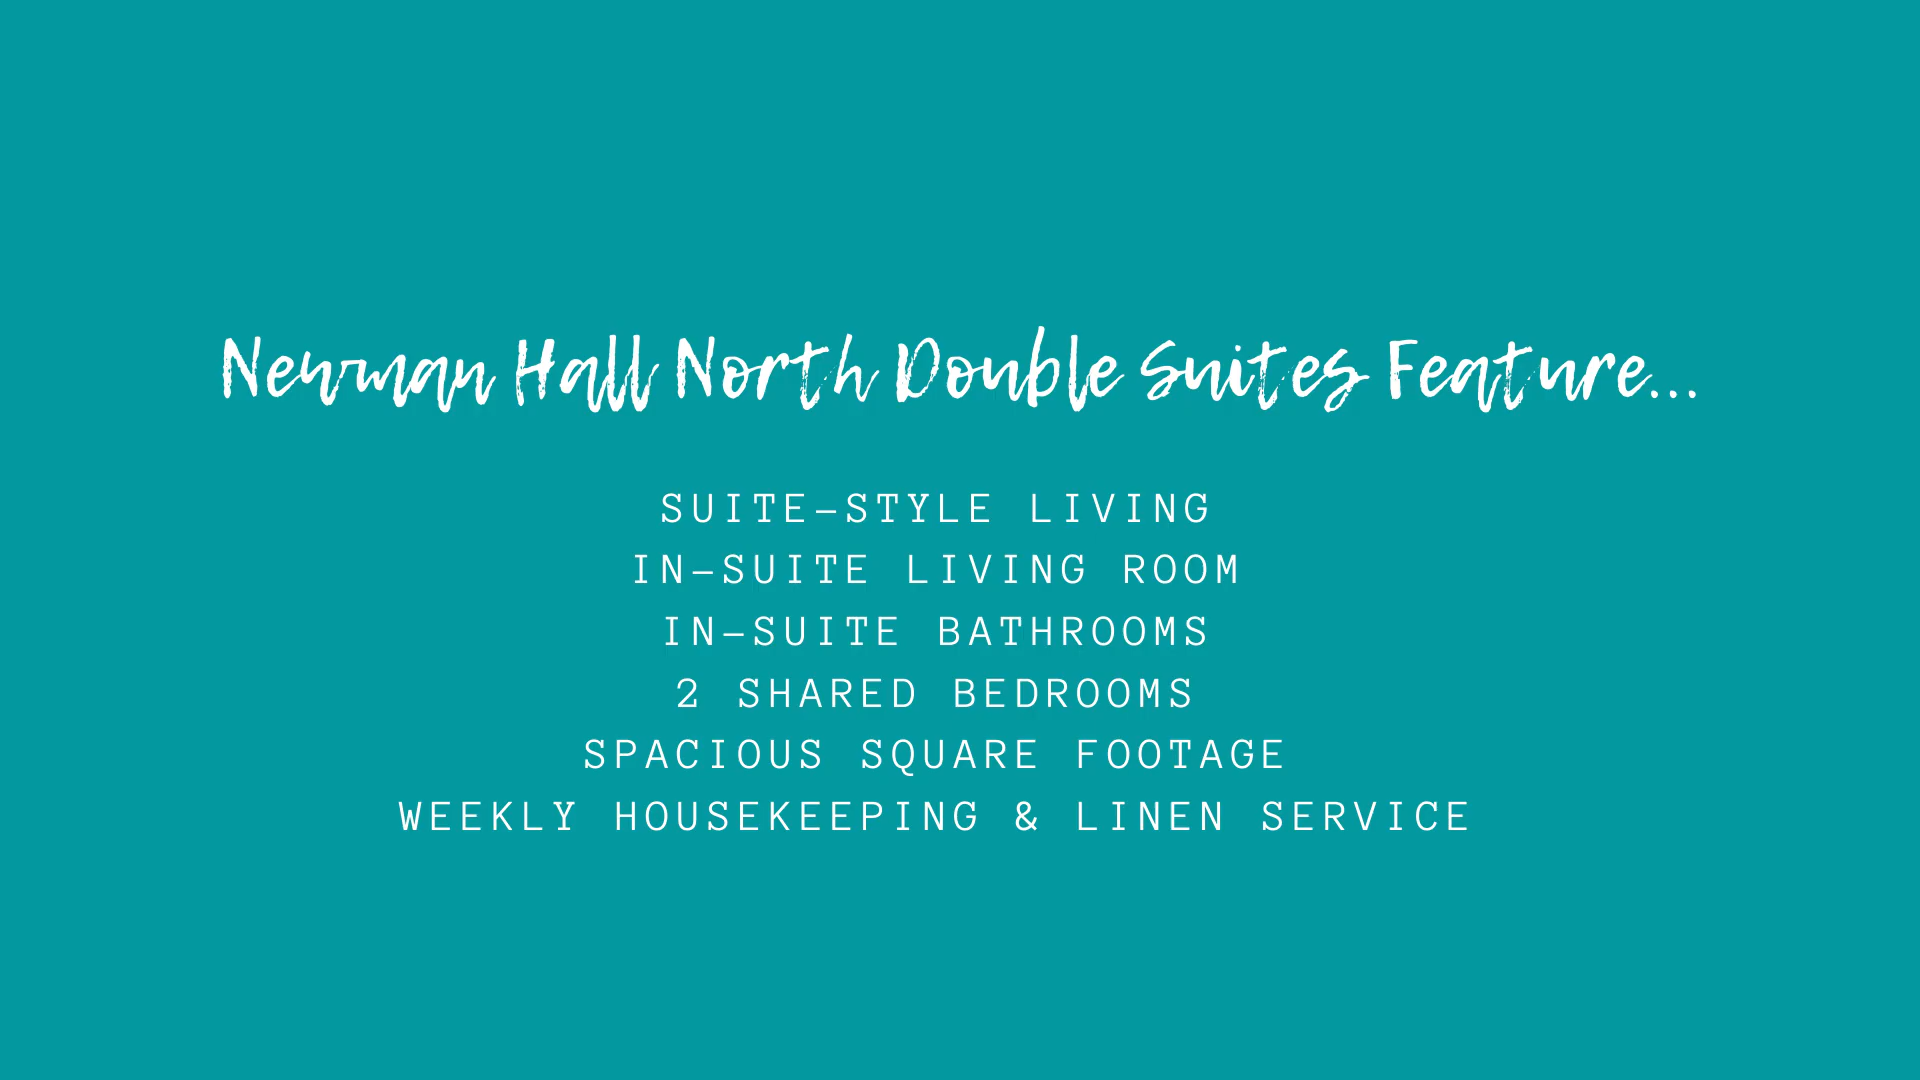 Newman Hall North Double Suites Feature...
SUITE-STYLE LIVING
IN-SUITE LIVING ROOM
IN-SUITE BATHROOMS
2 SHARED BEDROOMS
SPACIOUS SQUARE FOOTAGE
WEEKLY HOUSEKEEPING & LINEN SERVICE